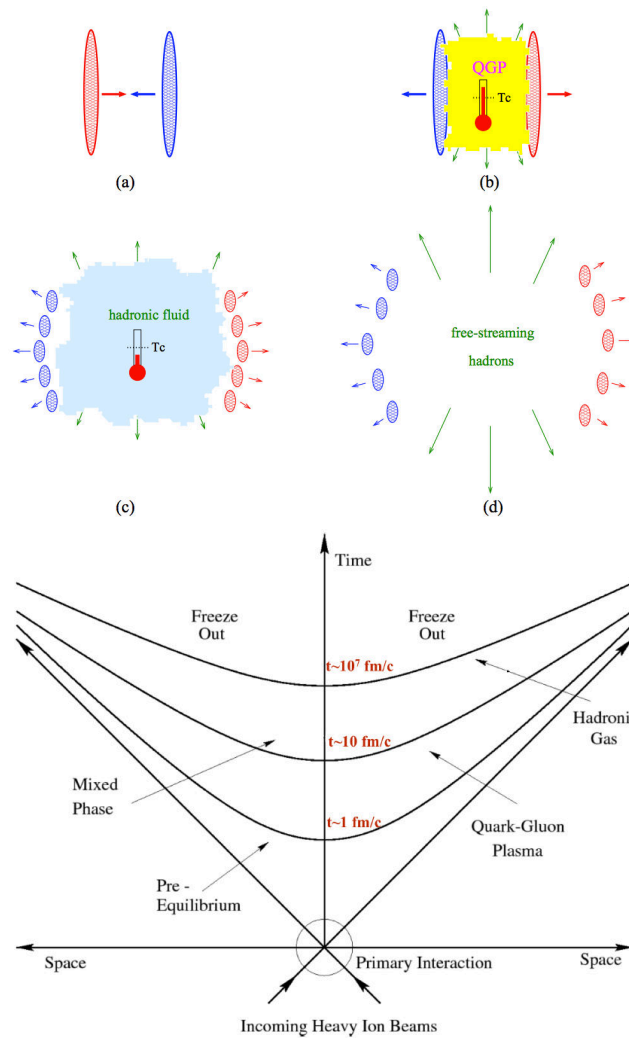 (a)
QGP
Tc
(b)
hadronic fluid
Tc
(c)
free-streaming
hadrons
(d)
Time
Freeze
Out
Freeze
Out
t~10⁷ fm/c
Hadroni
Gas
t~10 fm/c
Mixed
Phase
t~1 fm/c
Quark-Gluon
Plasma
Pre -
Equilibrium
Space
Primary Interaction
Space
Incoming Heavy Ion Beams